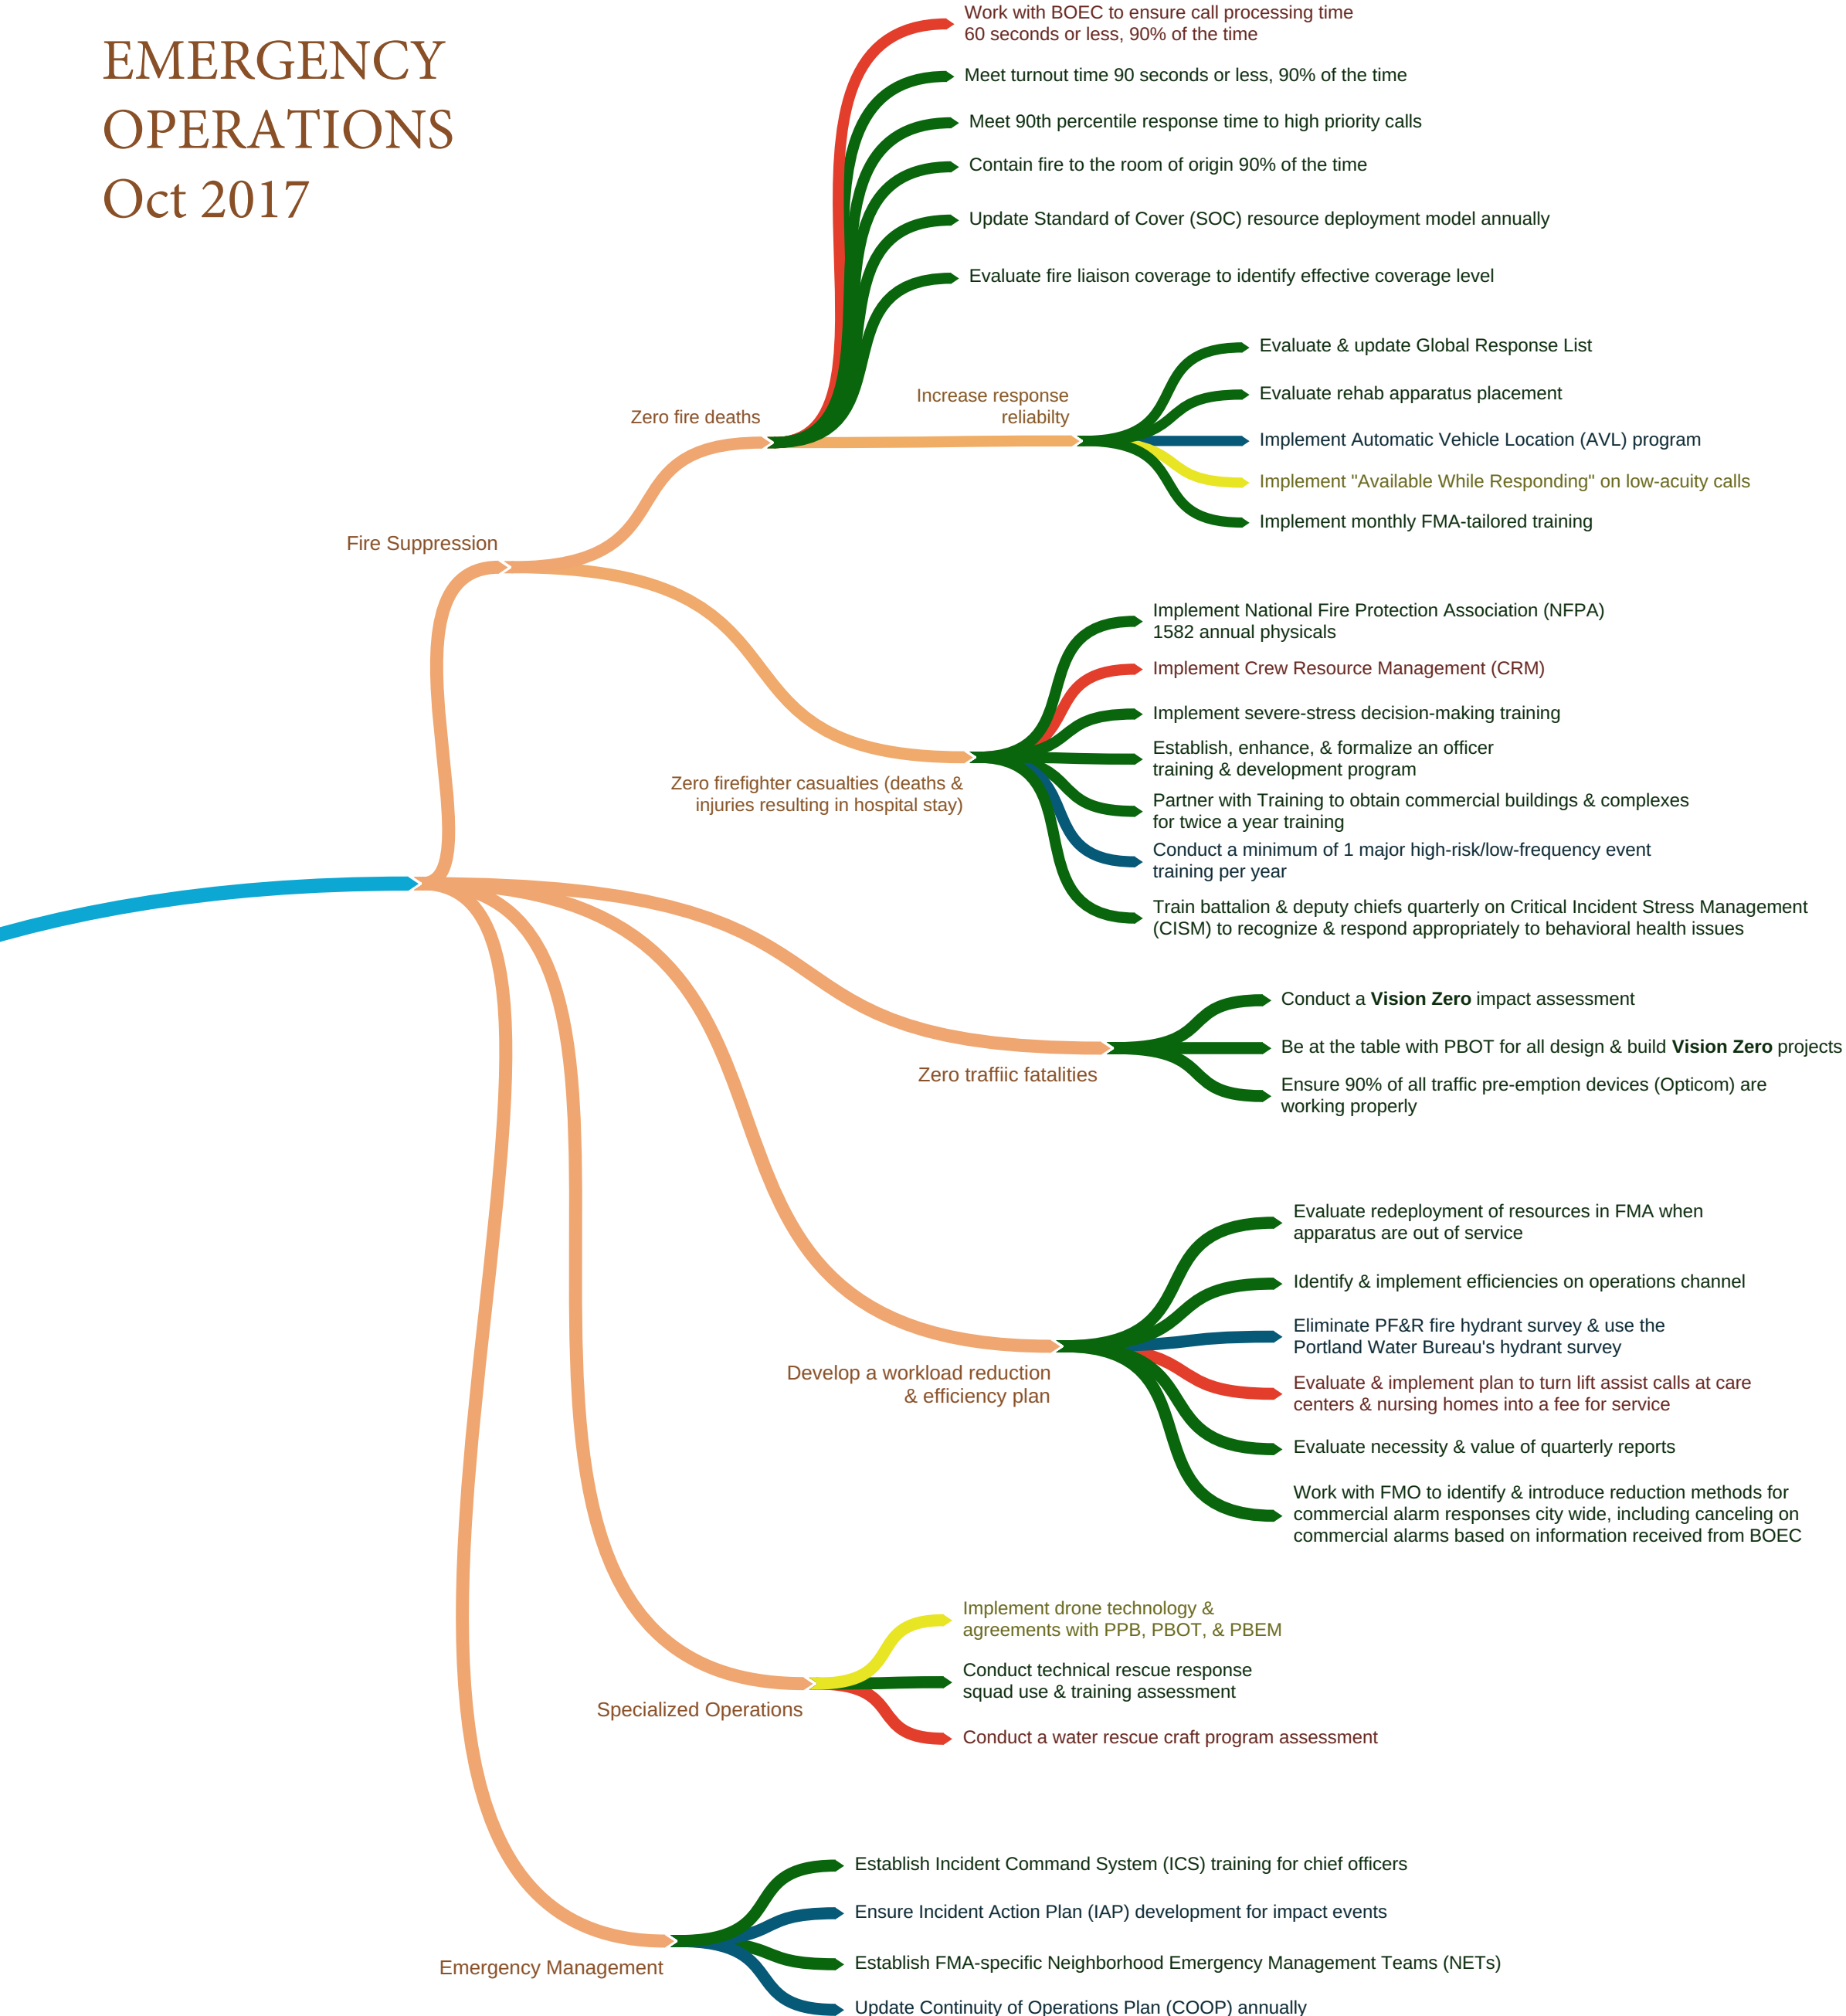 EMERGENCY
OPERATIONS
Oct 2017
Work with BOEC to ensure call processing time
60 seconds or less, 90% of the time
Meet turnout time 90 seconds or less, 90% of the time
Meet 90th percentile response time to high priority calls
Contain fire to the room of origin 90% of the time
Update Standard of Cover (SOC) resource deployment model annually
Evaluate fire liaison coverage to identify effective coverage level
Zero fire deaths
Increase response
reliabilty
Evaluate & update Global Response List
Evaluate rehab apparatus placement
Implement Automatic Vehicle Location (AVL) program
Implement "Available While Responding" on low-acuity calls
Implement monthly FMA-tailored training
Fire Suppression
Implement National Fire Protection Association (NFPA)
1582 annual physicals
Implement Crew Resource Management (CRM)
Implement severe-stress decision-making training
Establish, enhance, & formalize an officer
training & development program
Partner with Training to obtain commercial buildings & complexes
for twice a year training
Conduct a minimum of 1 major high-risk/low-frequency event
training per year
Train battalion & deputy chiefs quarterly on Critical Incident Stress Management
(CISM) to recognize & respond appropriately to behavioral health issues
Zero firefighter casualties (deaths &
injuries resulting in hospital stay)
Conduct a Vision Zero impact assessment
Be at the table with PBOT for all design & build Vision Zero projects
Ensure 90% of all traffic pre-emption devices (Opticom) are
working properly
Zero traffiic fatalities
Evaluate redeployment of resources in FMA when
apparatus are out of service
Identify & implement efficiencies on operations channel
Eliminate PF&R fire hydrant survey & use the
Portland Water Bureau's hydrant survey
Evaluate & implement plan to turn lift assist calls at care
centers & nursing homes into a fee for service
Evaluate necessity & value of quarterly reports
Work with FMO to identify & introduce reduction methods for
commercial alarm responses city wide, including canceling on
commercial alarms based on information received from BOEC
Develop a workload reduction
& efficiency plan
Implement drone technology &
agreements with PPB, PBOT, & PBEM
Conduct technical rescue response
squad use & training assessment
Conduct a water rescue craft program assessment
Specialized Operations
Establish Incident Command System (ICS) training for chief officers
Ensure Incident Action Plan (IAP) development for impact events
Establish FMA-specific Neighborhood Emergency Management Teams (NETs)
Update Continuity of Operations Plan (COOP) annually
Emergency Management